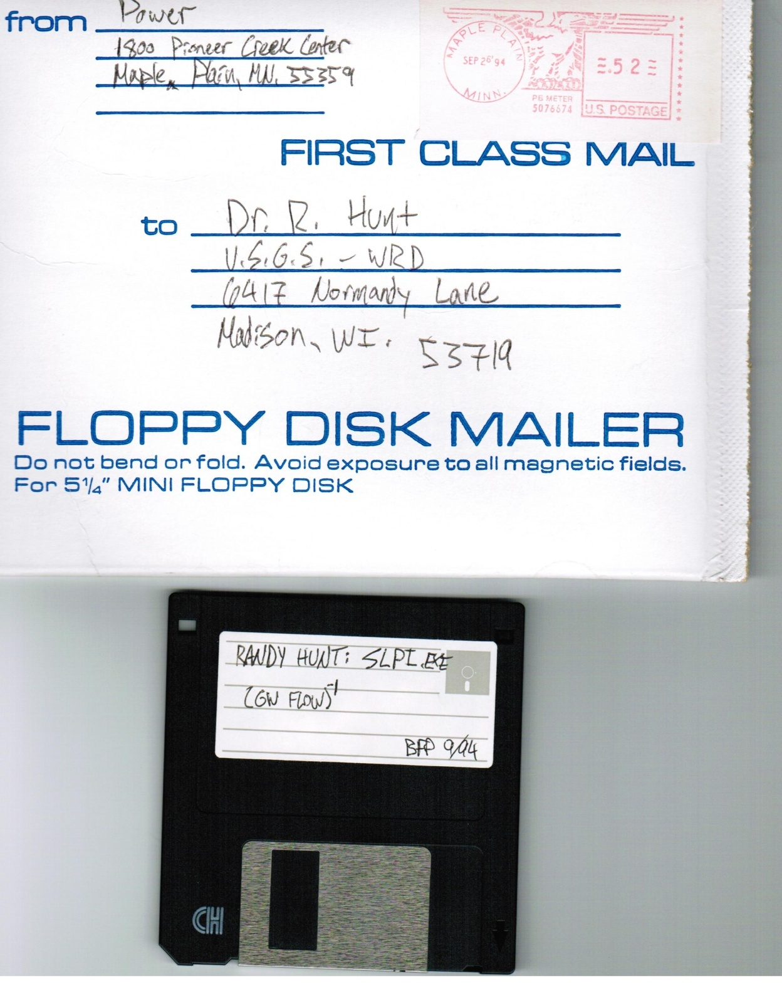 from Power
1800 Pioneer Creek Center
Maple Plain, MN. 55359
MAPLE PLAIN
SEP 26'94
MINN.
.52
PB METER
5076674
U.S. POSTAGE
FIRST CLASS MAIL
to Dr. R. Hunt
U.S.G.S. - WRD
6417 Normandy Lane
Madison, WI. 53719
FLOPPY DISK MAILER
Do not bend or fold. Avoid exposure to all magnetic fields.
For 5¼" MINI FLOPPY DISK
RANDY HUNT: SLPI.EXE
(GW FLOW)⁻¹
BFP 9/94
CH